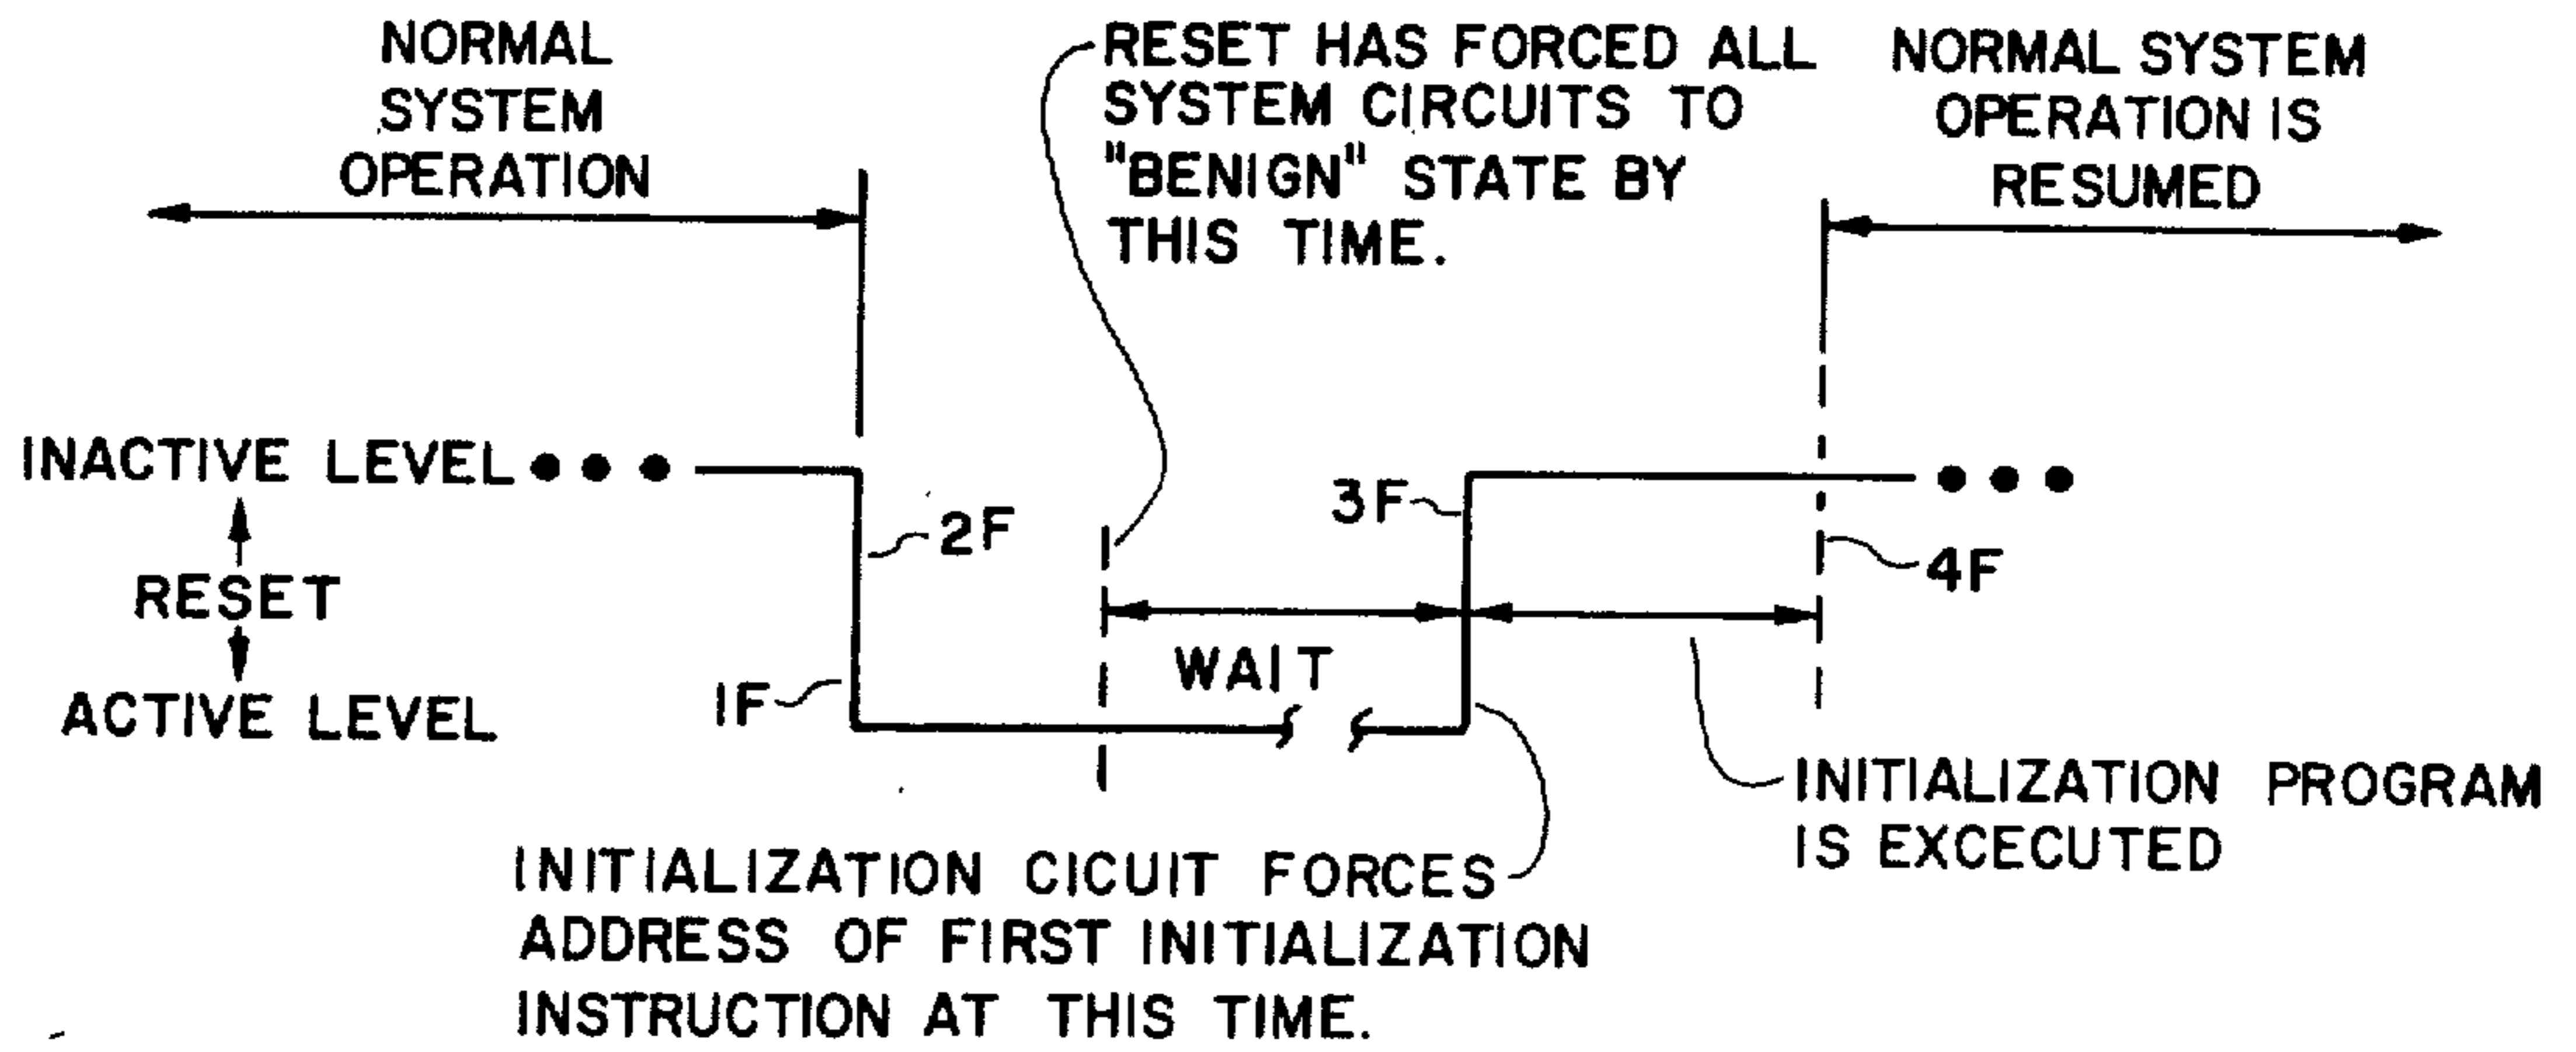 NORMAL
SYSTEM
OPERATION
RESET HAS FORCED ALL
SYSTEM CIRCUITS TO
"BENIGN" STATE BY
THIS TIME.
NORMAL SYSTEM
OPERATION IS
RESUMED
INACTIVE LEVEL
RESET
ACTIVE LEVEL
2F
1F
WAIT
3F
4F
INITIALIZATION CICUIT FORCES
ADDRESS OF FIRST INITIALIZATION
INSTRUCTION AT THIS TIME.
INITIALIZATION PROGRAM
IS EXCECUTED